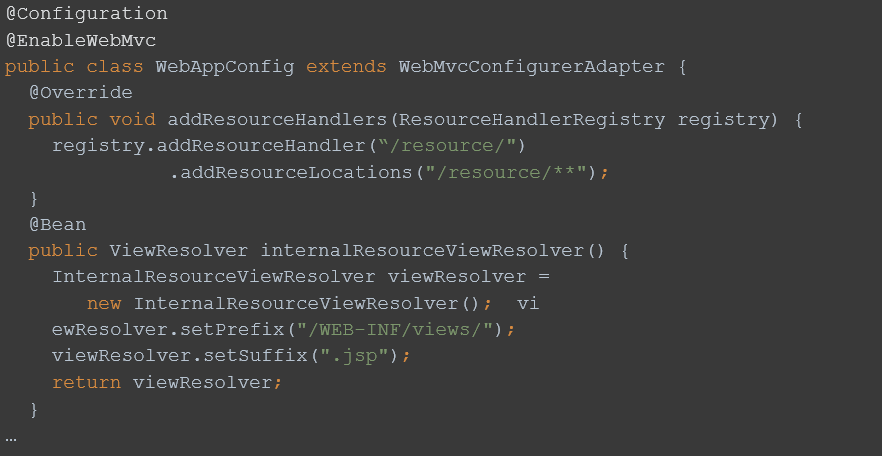 @Configuration
@EnableWebMvc
public class WebAppConfig extends WebMvcConfigurerAdapter {
  @Override
  public void addResourceHandlers(ResourceHandlerRegistry registry) {
    registry.addResourceHandler(“/resource/")
              .addResourceLocations("/resource/**");
  }
  @Bean
  public ViewResolver internalResourceViewResolver() {
    InternalResourceViewResolver viewResolver =
       new InternalResourceViewResolver();  vi
    ewResolver.setPrefix("/WEB-INF/views/");
    viewResolver.setSuffix(".jsp");
    return viewResolver;
  }
…